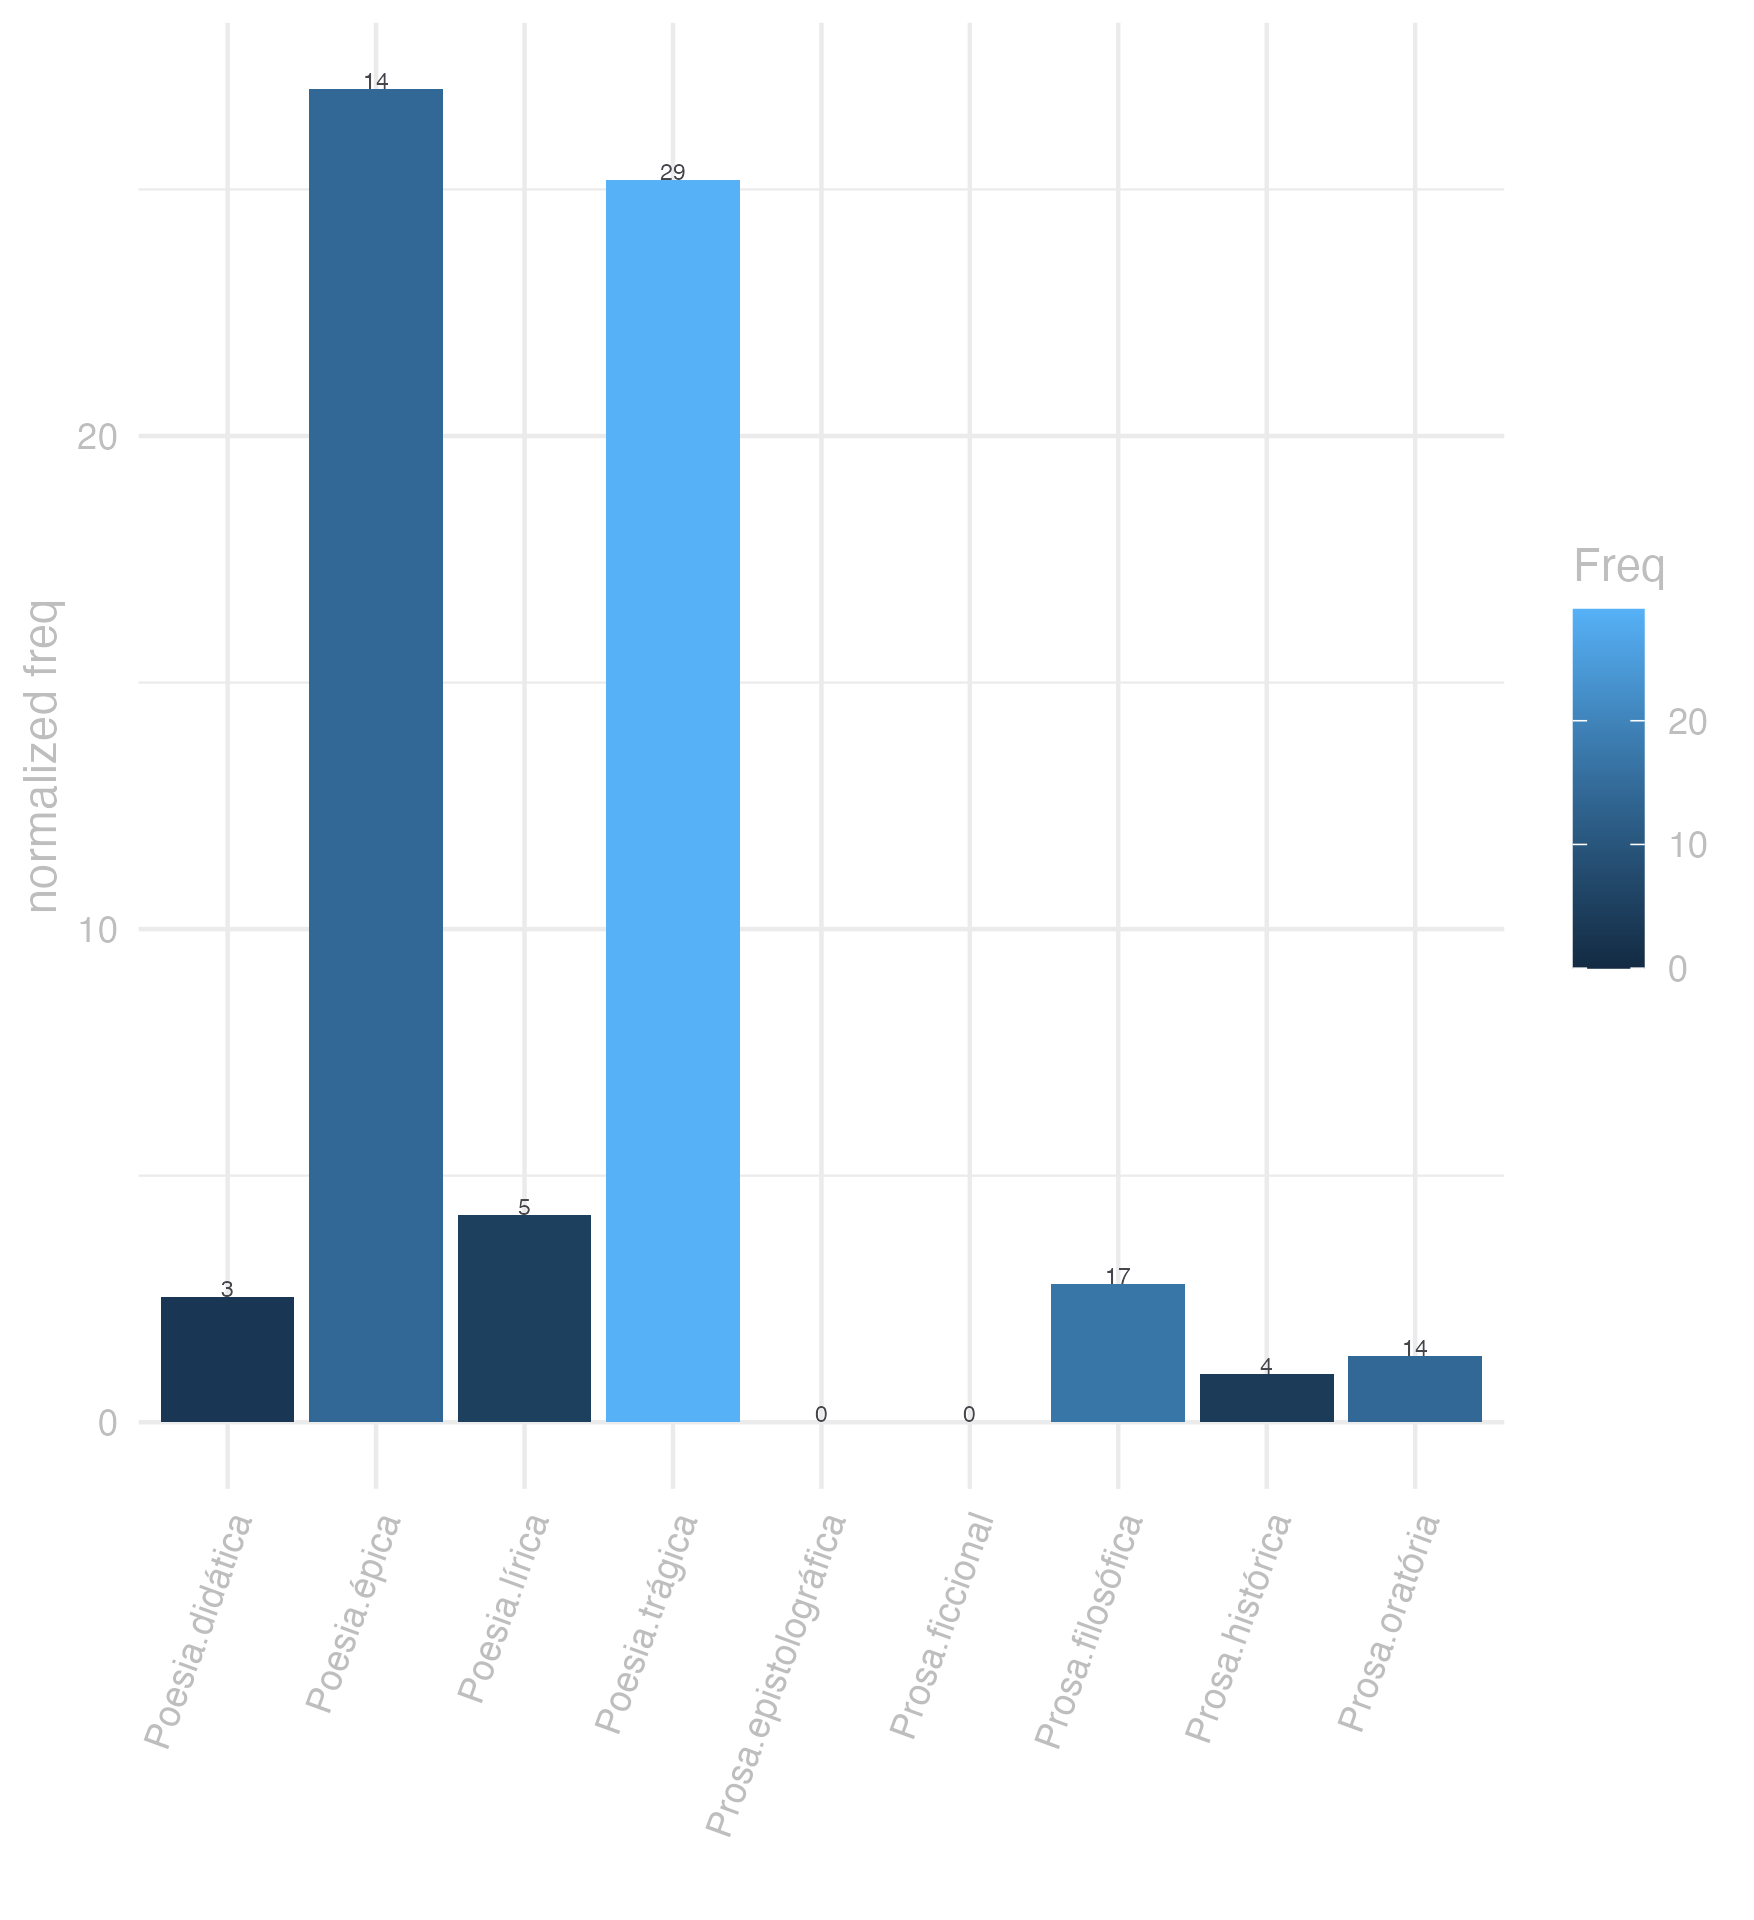 14
29
5
3
17
14
4
0
0
20
10
0
normalized freq
Poesia.didática
Poesia.épica
Poesia.lírica
Poesia.trágica
Prosa.epistolográfica
Prosa.ficcional
Prosa.filosófica
Prosa.histórica
Prosa.oratória
Freq
20
10
0